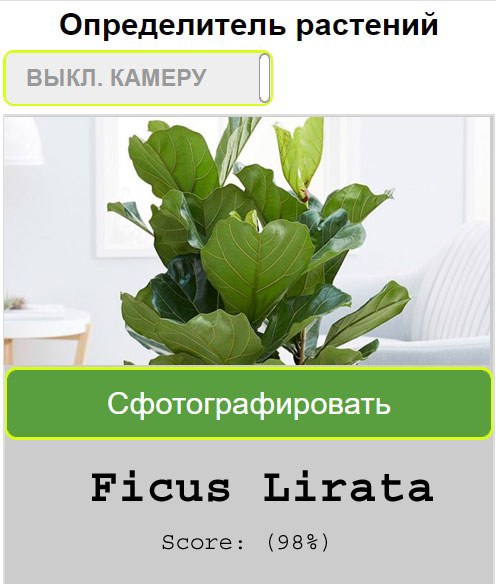 Определитель растений
ВЫКЛ. КАМЕРУ
Сфотографировать
Ficus Lirata
Score: (98%)